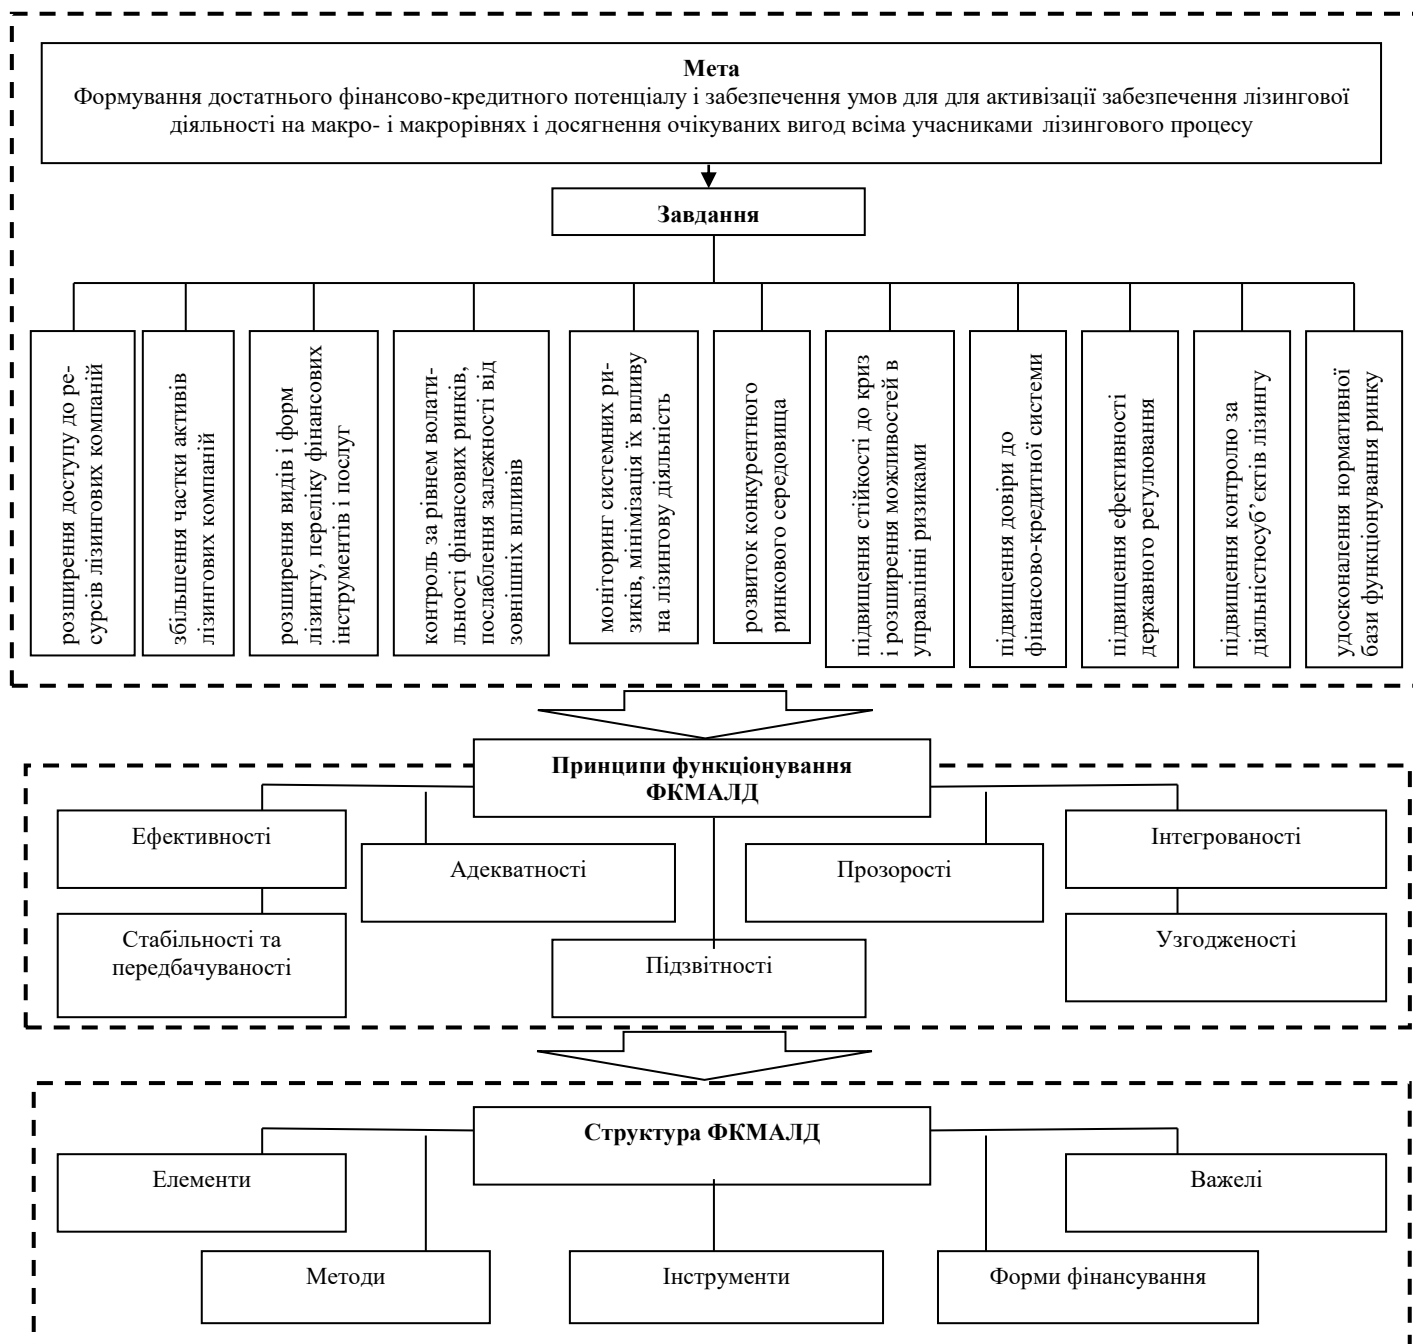 Мета
Формування достатнього фінансово-кредитного потенціалу і забезпечення умов для для активізації забезпечення лізингової
діяльності на макро- і макрорівнях і досягнення очікуваних вигод всіма учасниками лізингового процесу
Завдання
розширення доступу до ре-
сурсів лізингових компаній
збільшення частки активів
лізингових компаній
розширення видів і форм
лізингу, переліку фінансових
інструментів і послуг
контроль за рівнем волати-
льності фінансових ринків,
послаблення залежності від
зовнішніх впливів
моніторинг системних ри-
зиків, мінімізація їх впливу
на лізингову діяльність
розвиток конкурентного
ринкового середовища
підвищення стійкості до криз
і розширення можливостей в
управлінні ризиками
підвищення довіри до
фінансово-кредитної системи
підвищення ефективності
державного регулювання
підвищення контролю за
діяльністюсуб’єктів лізингу
удосконалення нормативної
бази функціонування ринку
Принципи функціонування
ФКМАЛД
Ефективності
Адекватності
Прозорості
Інтегрованості
Стабільності та
передбачуваності
Підзвітності
Узгодженості
Структура ФКМАЛД
Елементи
Важелі
Методи
Інструменти
Форми фінансування